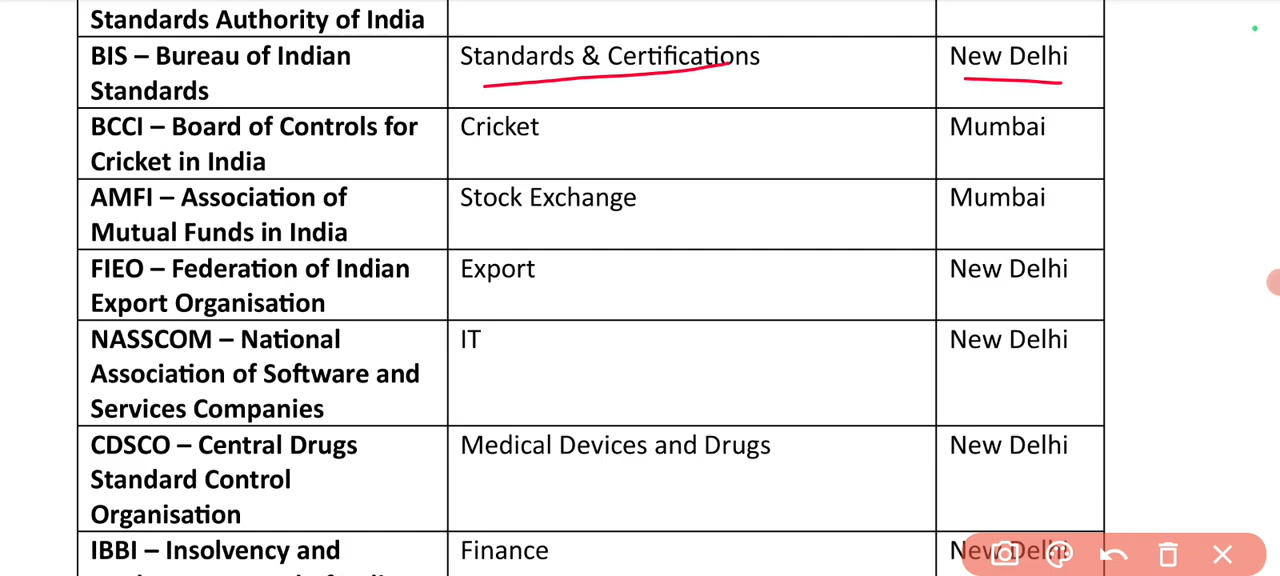 Standards Authority of India
BIS – Bureau of Indian Standards & Certifications New Delhi
Standards
BCCI – Board of Controls for Cricket Mumbai
Cricket in India
AMFI – Association of Stock Exchange Mumbai
Mutual Funds in India
FIEO – Federation of Indian Export New Delhi
Export Organisation
NASSCOM – National IT New Delhi
Association of Software and
Services Companies
CDSCO – Central Drugs Medical Devices and Drugs New Delhi
Standard Control
Organisation
IBBI – Insolvency and Finance New Delhi